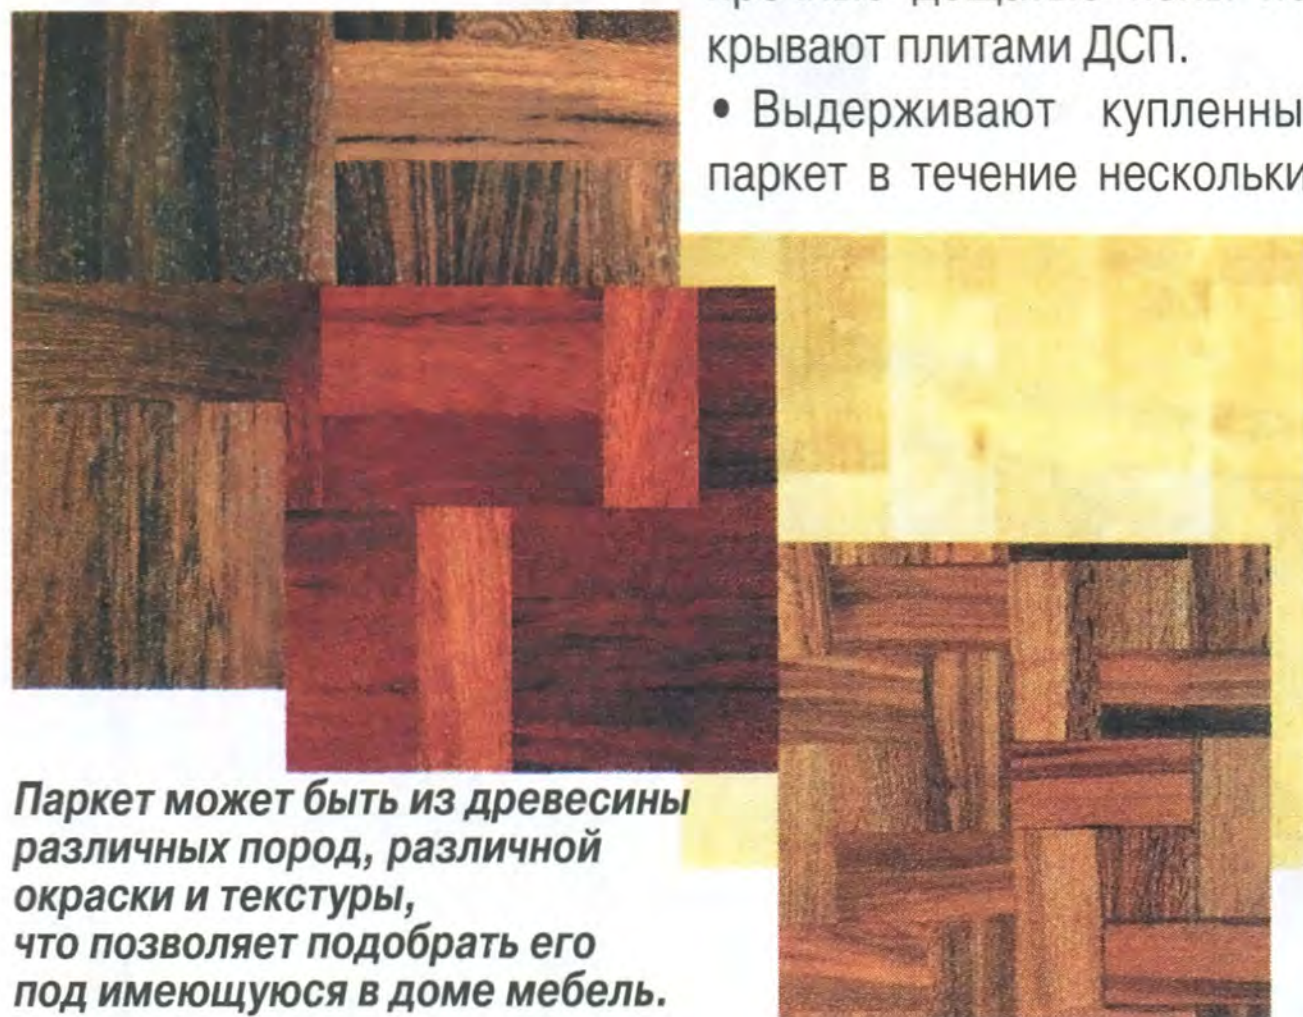 крывают плитами ДСП.
• Выдерживают купленны
паркет в течение нескольки
Паркет может быть из древесины
различных пород, различной
окраски и текстуры,
что позволяет подобрать его
под имеющуюся в доме мебель.